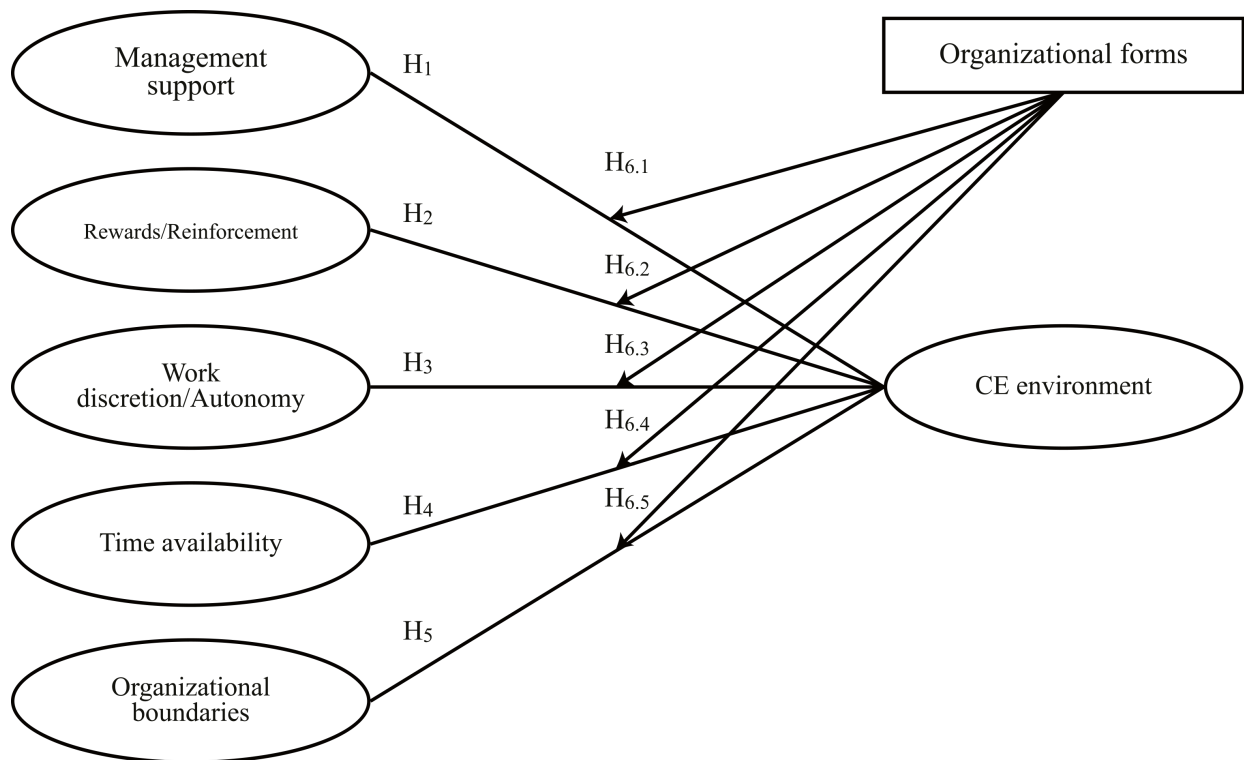 Management
support
Rewards/Reinforcement
Work
discretion/Autonomy
Time availability
Organizational
boundaries
H1
H2
H3
H4
H5
H6.1
H6.2
H6.3
H6.4
H6.5
Organizational forms
CE environment